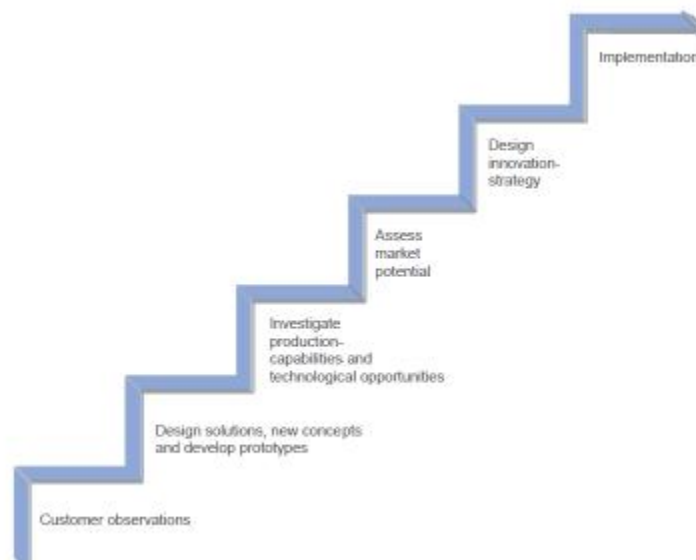 Implementation
Design
innovation-
strategy
Assess
market
potential
Investigate
production-
capabilities and
technological opportunities
Design solutions, new concepts
and develop prototypes
Customer observations